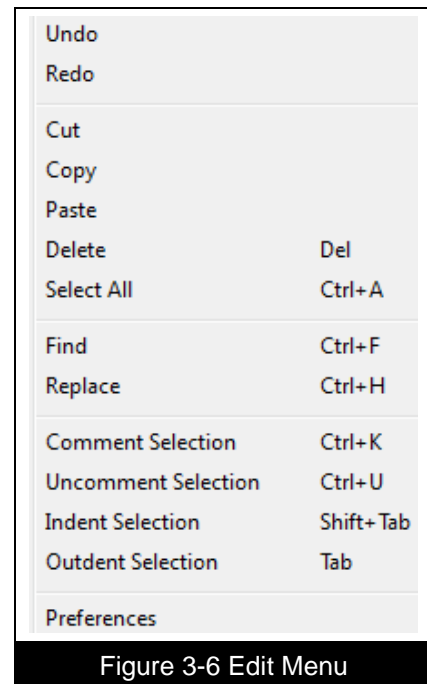 Undo
Redo
Cut
Copy
Paste
Delete Del
Select All Ctrl+A
Find Ctrl+F
Replace Ctrl+H
Comment Selection Ctrl+K
Uncomment Selection Ctrl+U
Indent Selection Shift+Tab
Outdent Selection Tab
Preferences
Figure 3-6 Edit Menu